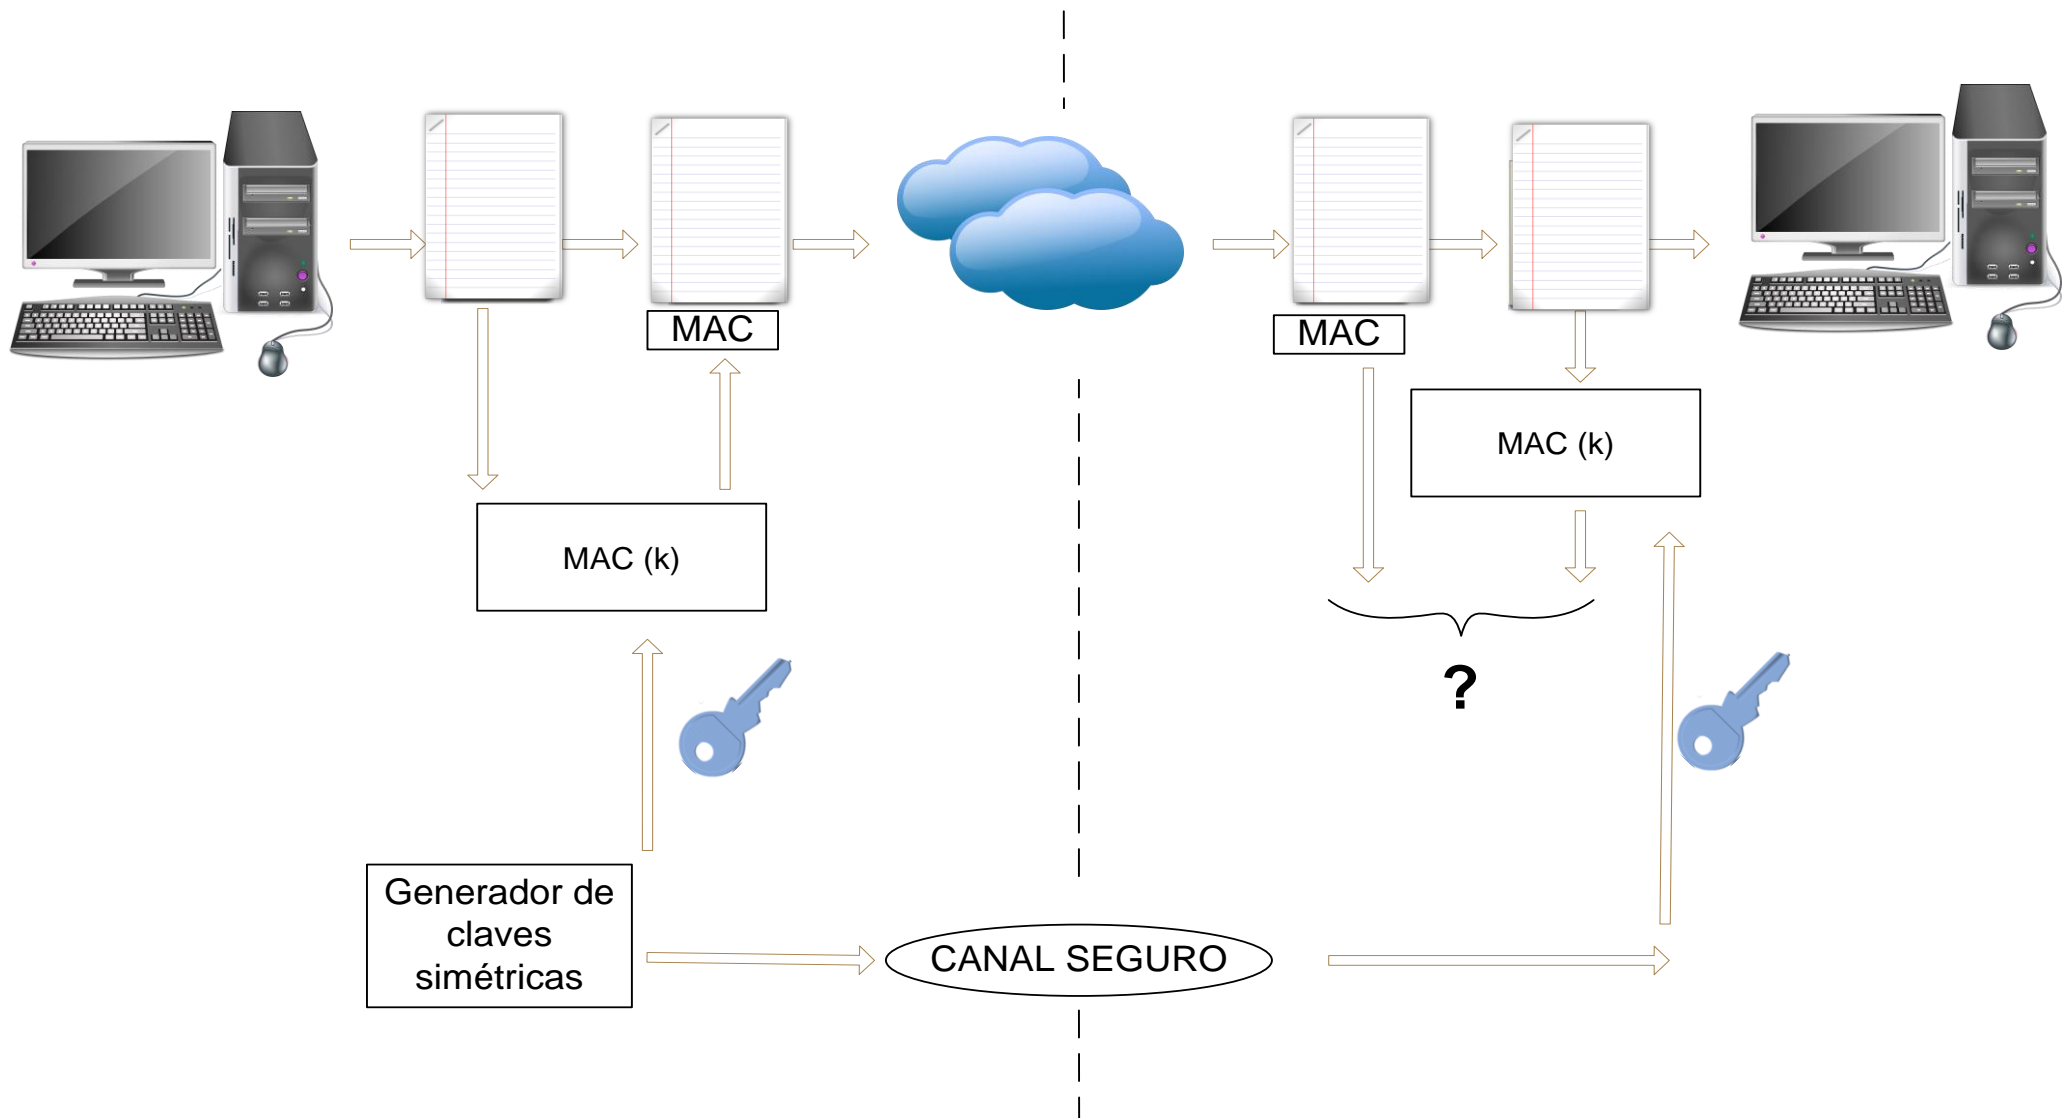 MAC
MAC
MAC (k)
MAC (k)
?
Generador de
claves
simétricas
CANAL SEGURO